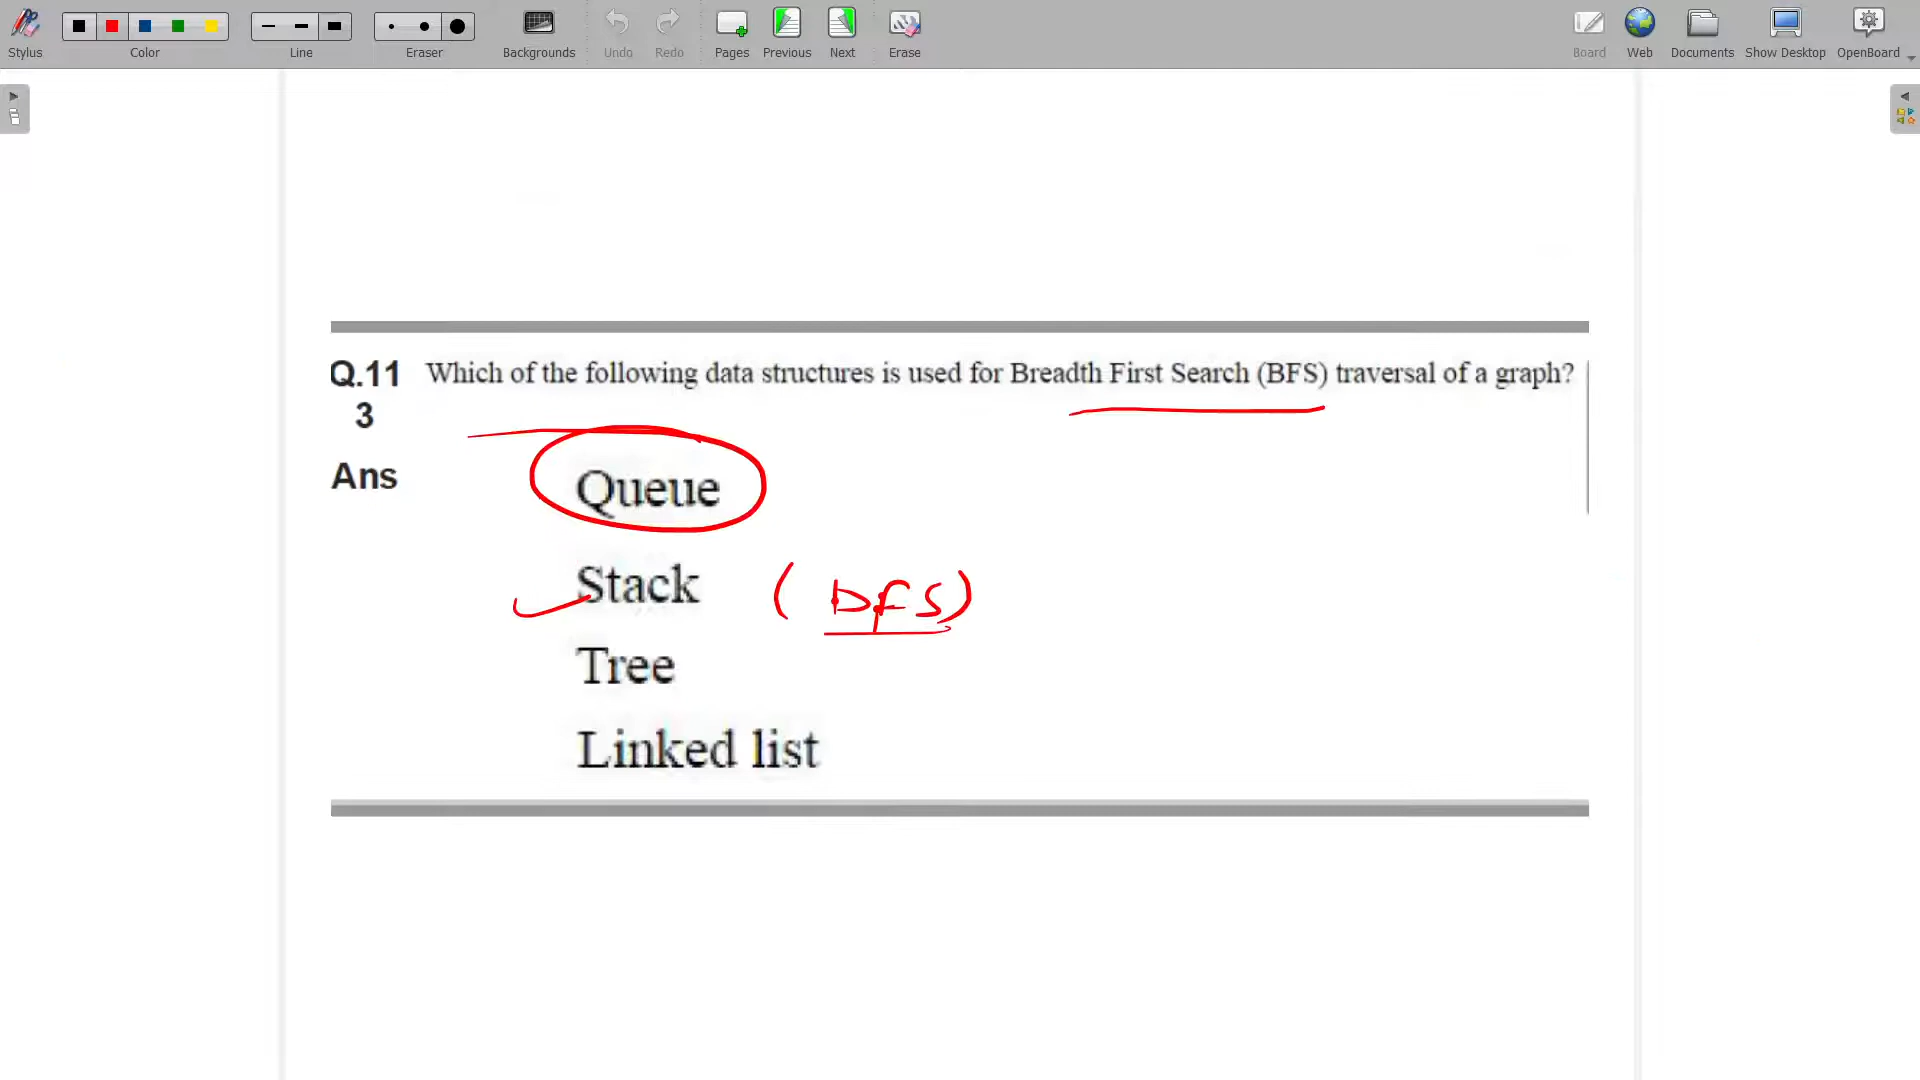 Stylus Color Line Eraser Backgrounds Undo Redo Pages Previous Next Erase Board Web Documents Show Desktop OpenBoard
Q.11 Which of the following data structures is used for Breadth First Search (BFS) traversal of a graph?
3
Ans
Queue
Stack (DFS)
Tree
Linked list